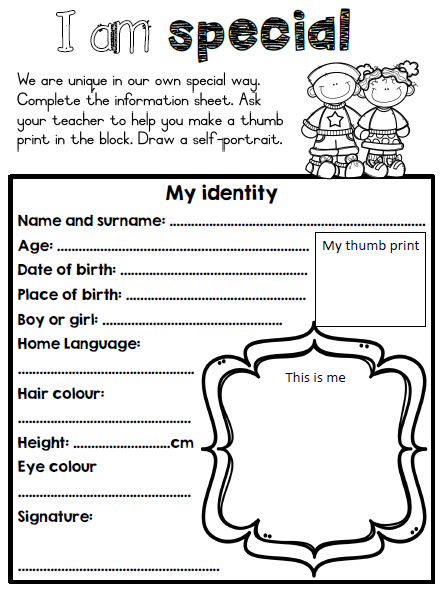 I am special
We are unique in our own special way.
Complete the information sheet. Ask
your teacher to help you make a thumb
print in the block. Draw a self-portrait.
My identity
Name and surname: ......................................................................
Age: ......................................................................
My thumb print
Date of birth: ....................................................
Place of birth: ..................................................
Boy or girl: ..................................................
Home Language:
.................................................
This is me
Hair colour:
................................................
Height: ...........................cm
Eye colour
................................................
Signature:
........................................................